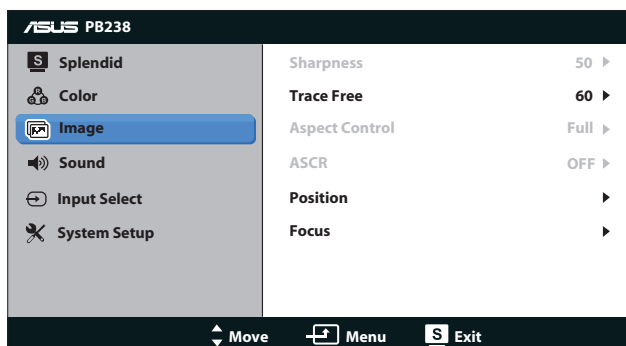 ASUS PB238
S Splendid
R G B Color
Image
Sound
Input Select
System Setup
Sharpness 50
Trace Free 60
Aspect Control Full
ASCR OFF
Position
Focus
Move Menu S Exit